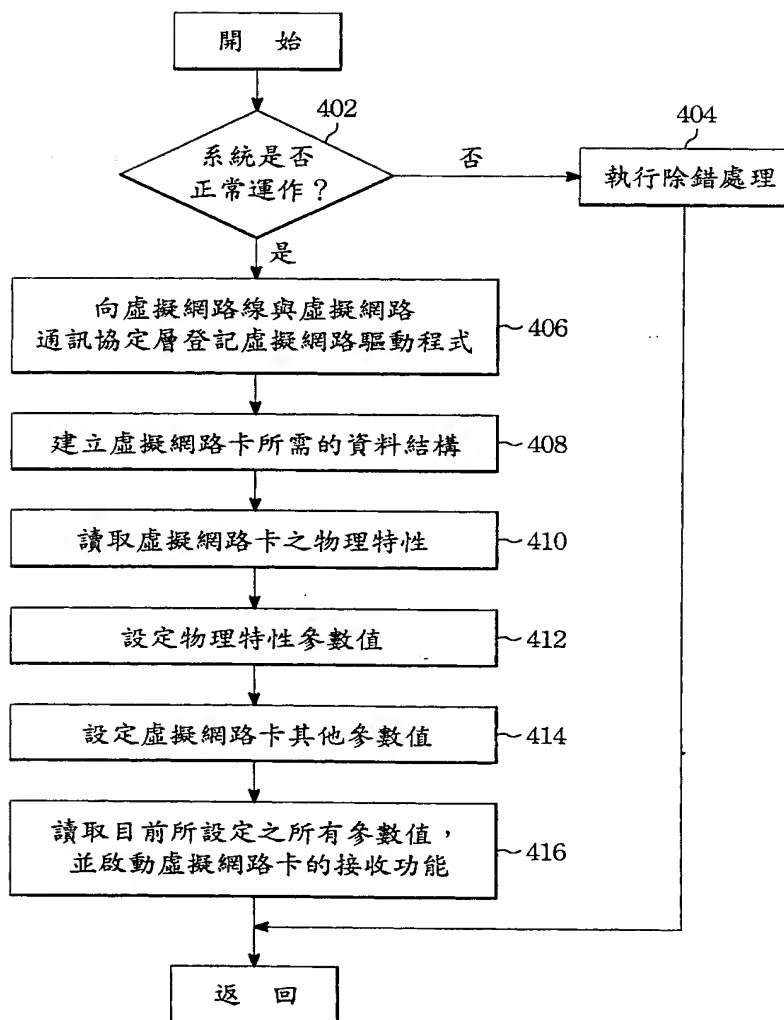 開 始
402
系統是否
正常運作？
否
404
執行除錯處理
是
向虛擬網路線與虛擬網路
通訊協定層登記虛擬網路驅動程式
406
建立虛擬網路卡所需的資料結構
408
讀取虛擬網路卡之物理特性
410
設定物理特性參數值
412
設定虛擬網路卡其他參數值
414
讀取目前所設定之所有參數值，
並啟動虛擬網路卡的接收功能
416
返 回